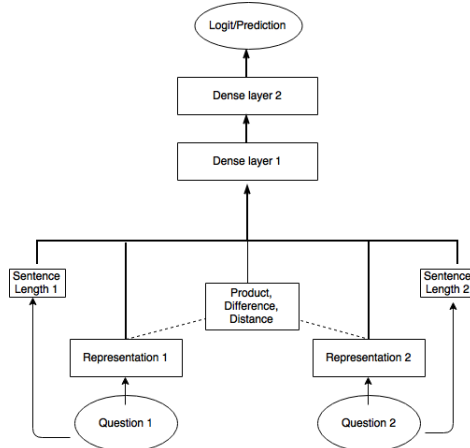 Logit/Prediction
Dense layer 2
Dense layer 1
Sentence
Length 1
Sentence
Length 2
Product,
Difference,
Distance
Representation 1
Representation 2
Question 1
Question 2